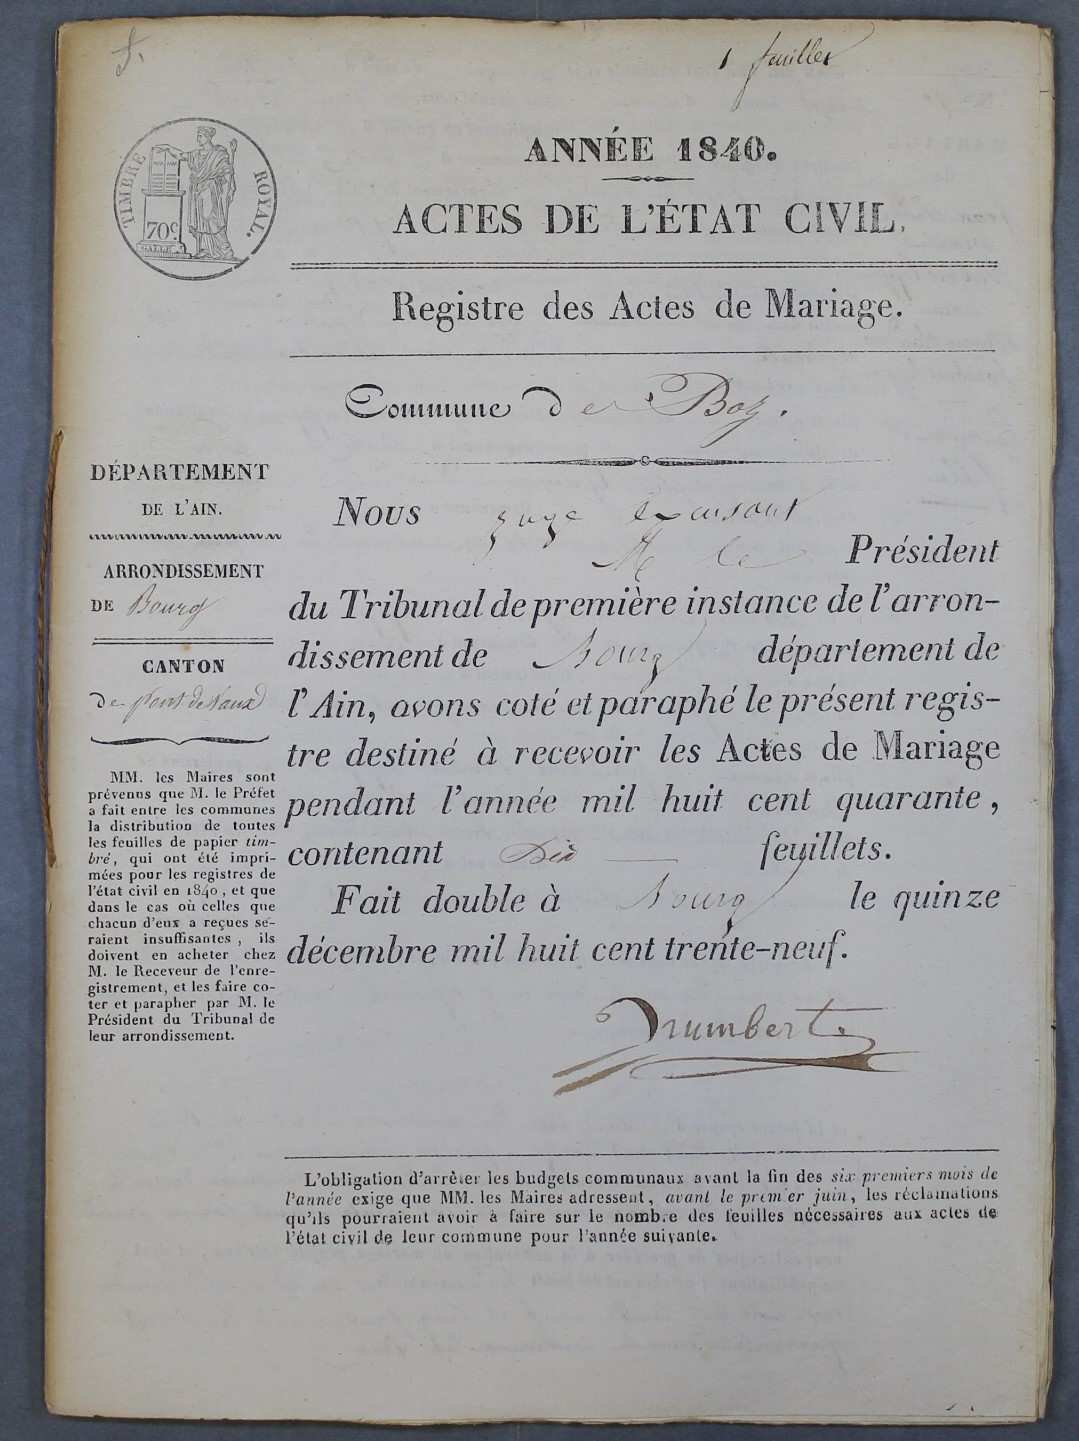 1 feuillet
TIMBRE ROYAL.
70c.
ANNÉE 1840.
ACTES DE L'ÉTAT CIVIL.
Registre des Actes de Mariage.
Commune de Boz.
DÉPARTEMENT
DE L'AIN.
ARRONDISSEMENT
DE Bourg
CANTON
de pont de Vaux
MM. les Maires sont
prévenus que M. le Préfet
a fait entre les communes
la distribution de toutes
les feuilles de papier tim-
bré, qui ont été impri-
mées pour les registres de
l'état civil en 1840, et que
dans le cas où celles que
chacun d'eux a reçues se-
raient insuffisantes, ils
doivent en acheter chez
M. le Receveur de l'enre-
gistrement, et les faire co-
ter et parapher par M. le
Président du Tribunal de
leur arrondissement.
Nous juge
M le Président
du Tribunal de première instance de l'arron-
dissement de Bourg département de
l'Ain, avons coté et paraphé le présent regis-
tre destiné à recevoir les Actes de Mariage
pendant l'année mil huit cent quarante,
contenant dix feuillets.
Fait double à Bourg le quinze
décembre mil huit cent trente-neuf.
L'obligation d'arrêter les budgets communaux avant la fin des six premiers mois de
l'année exige que MM. les Maires adressent, avant le premier juin, les réclamations
qu'ils pourraient avoir à faire sur le nombre des feuilles nécessaires aux actes de
l'état civil de leur commune pour l'année suivante.